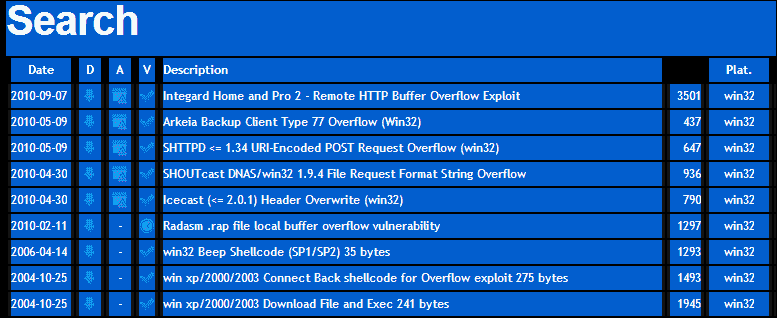 Search
Date D A V Description Plat.
2010-09-07 Integard Home and Pro 2 - Remote HTTP Buffer Overflow Exploit 3501 win32
2010-05-09 Arkeia Backup Client Type 77 Overflow (Win32) 437 win32
2010-05-09 SHTTPD <= 1.34 URI-Encoded POST Request Overflow (win32) 647 win32
2010-04-30 SHOUTcast DNAS/win32 1.9.4 File Request Format String Overflow 936 win32
2010-04-30 Icecast (<= 2.0.1) Header Overwrite (win32) 790 win32
2010-02-11 - Radasm .rap file local buffer overflow vulnerability 1297 win32
2006-04-14 - win32 Beep Shellcode (SP1/SP2) 35 bytes 1293 win32
2004-10-25 - win xp/2000/2003 Connect Back shellcode for Overflow exploit 275 bytes 1493 win32
2004-10-25 - win xp/2000/2003 Download File and Exec 241 bytes 1945 win32